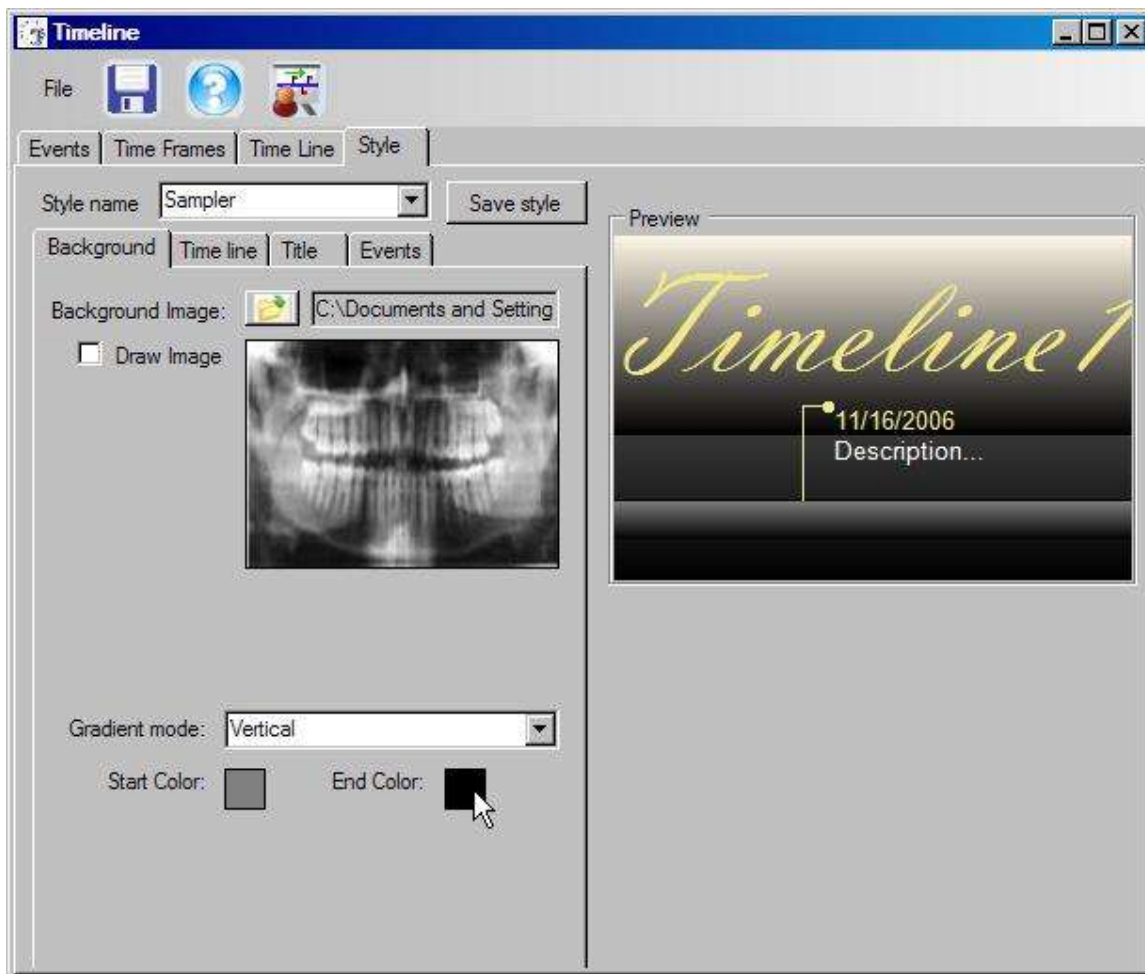 Timeline
File
Events Time Frames Time Line Style
Style name Sampler Save style
Background Time line Title Events
Background Image: C:\Documents and Setting
Draw Image
Gradient mode: Vertical
Start Color: End Color:
Preview
Timeline1
11/16/2006
Description...